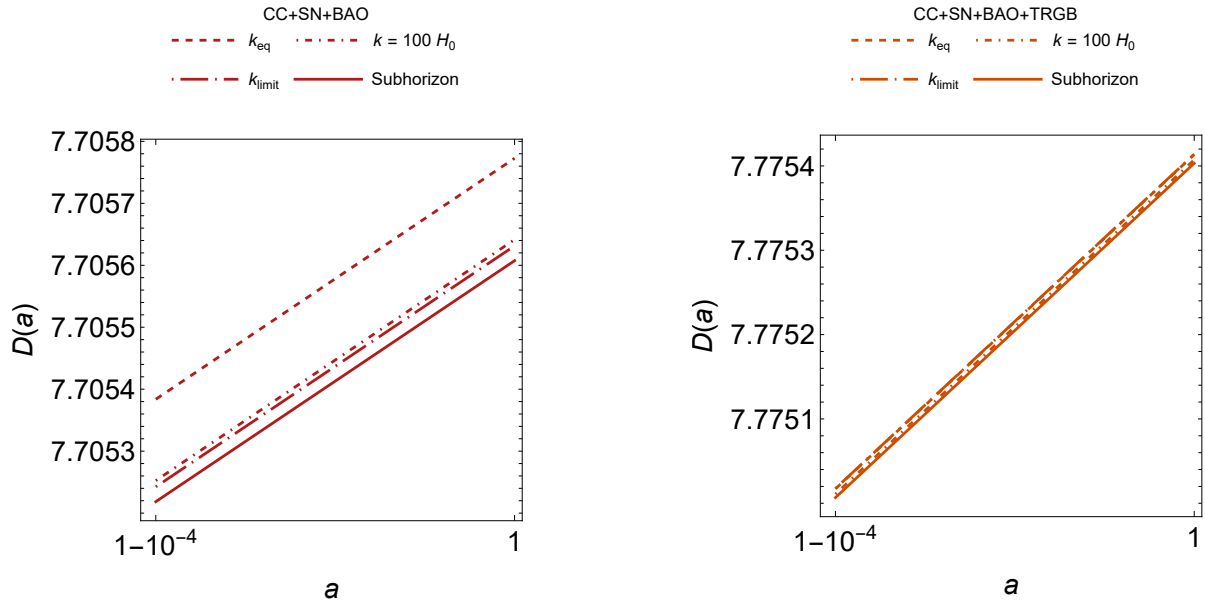 CC+SN+BAO
k_eq k = 100 H_0
k_limit Subhorizon
7.7058
7.7057
7.7056
7.7055
7.7054
7.7053
D(a)
1−10^{-4} 1
a
CC+SN+BAO+TRGB
k_eq k = 100 H_0
k_limit Subhorizon
7.7754
7.7753
7.7752
7.7751
D(a)
1−10^{-4} 1
a